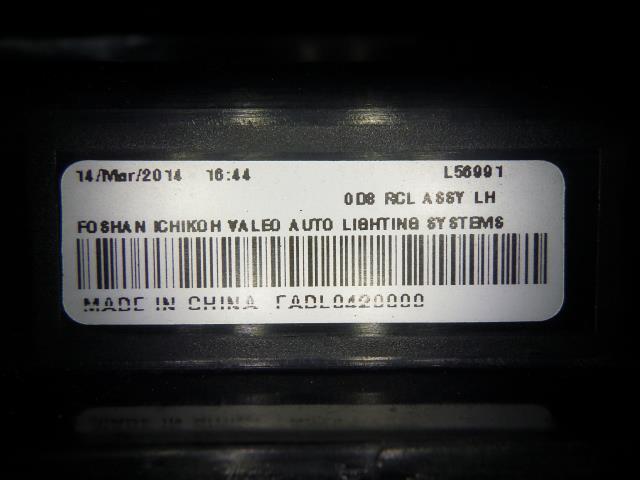 14/Mar/2014 16:44 L56991
0D8 RCL ASSY LH
FOSHAN ICHIKOH VALEO AUTO LIGHTING SYSTEMS
MADE IN CHINA